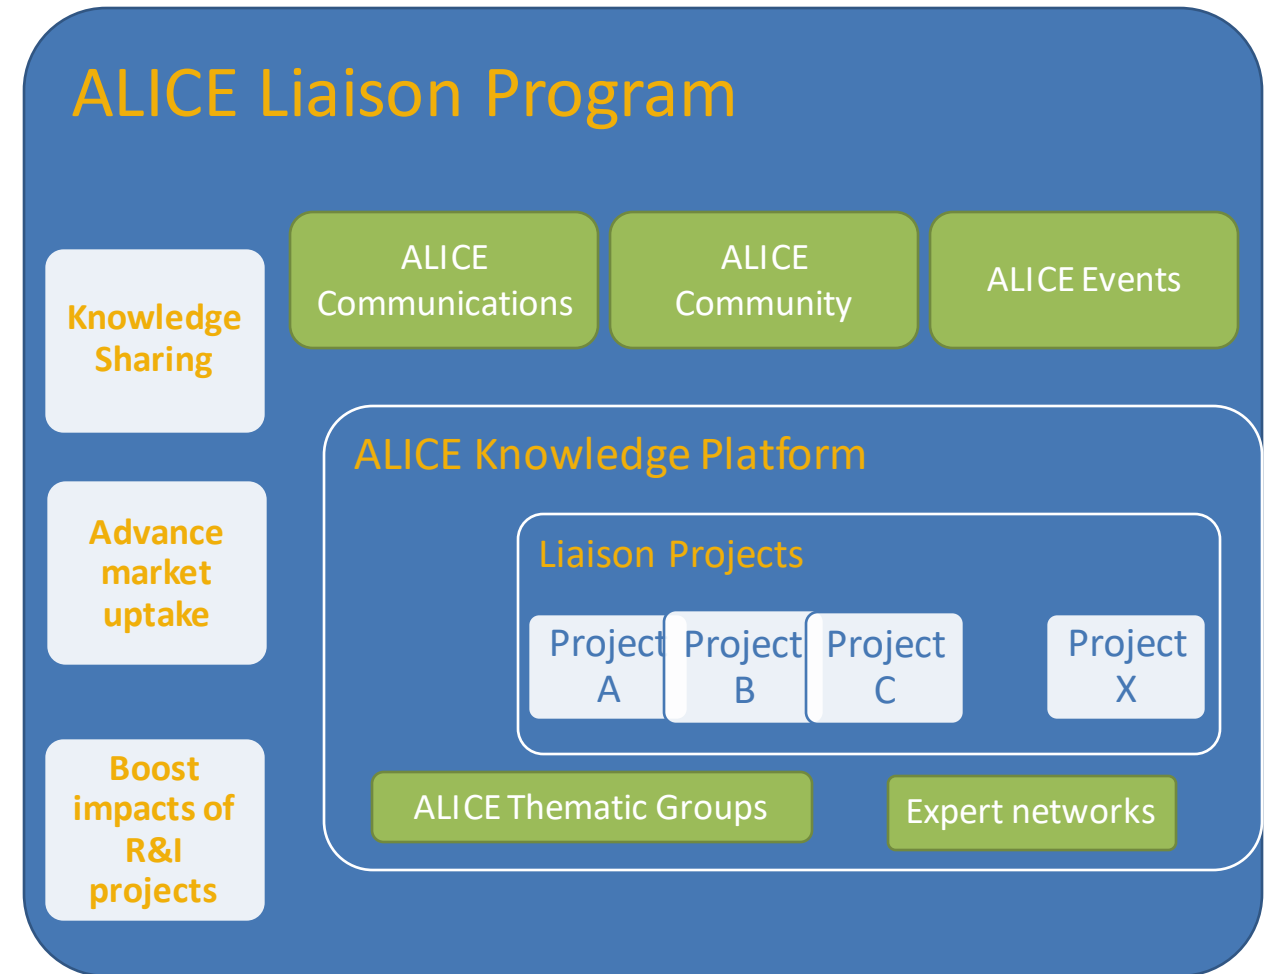 ALICE Liaison Program
ALICE
Communications
ALICE
Community
ALICE Events
Knowledge
Sharing
Advance
market
uptake
Boost
impacts of
R&I
projects
ALICE Knowledge Platform
Liaison Projects
Project
A
Project
B
Project
C
Project
X
ALICE Thematic Groups
Expert networks